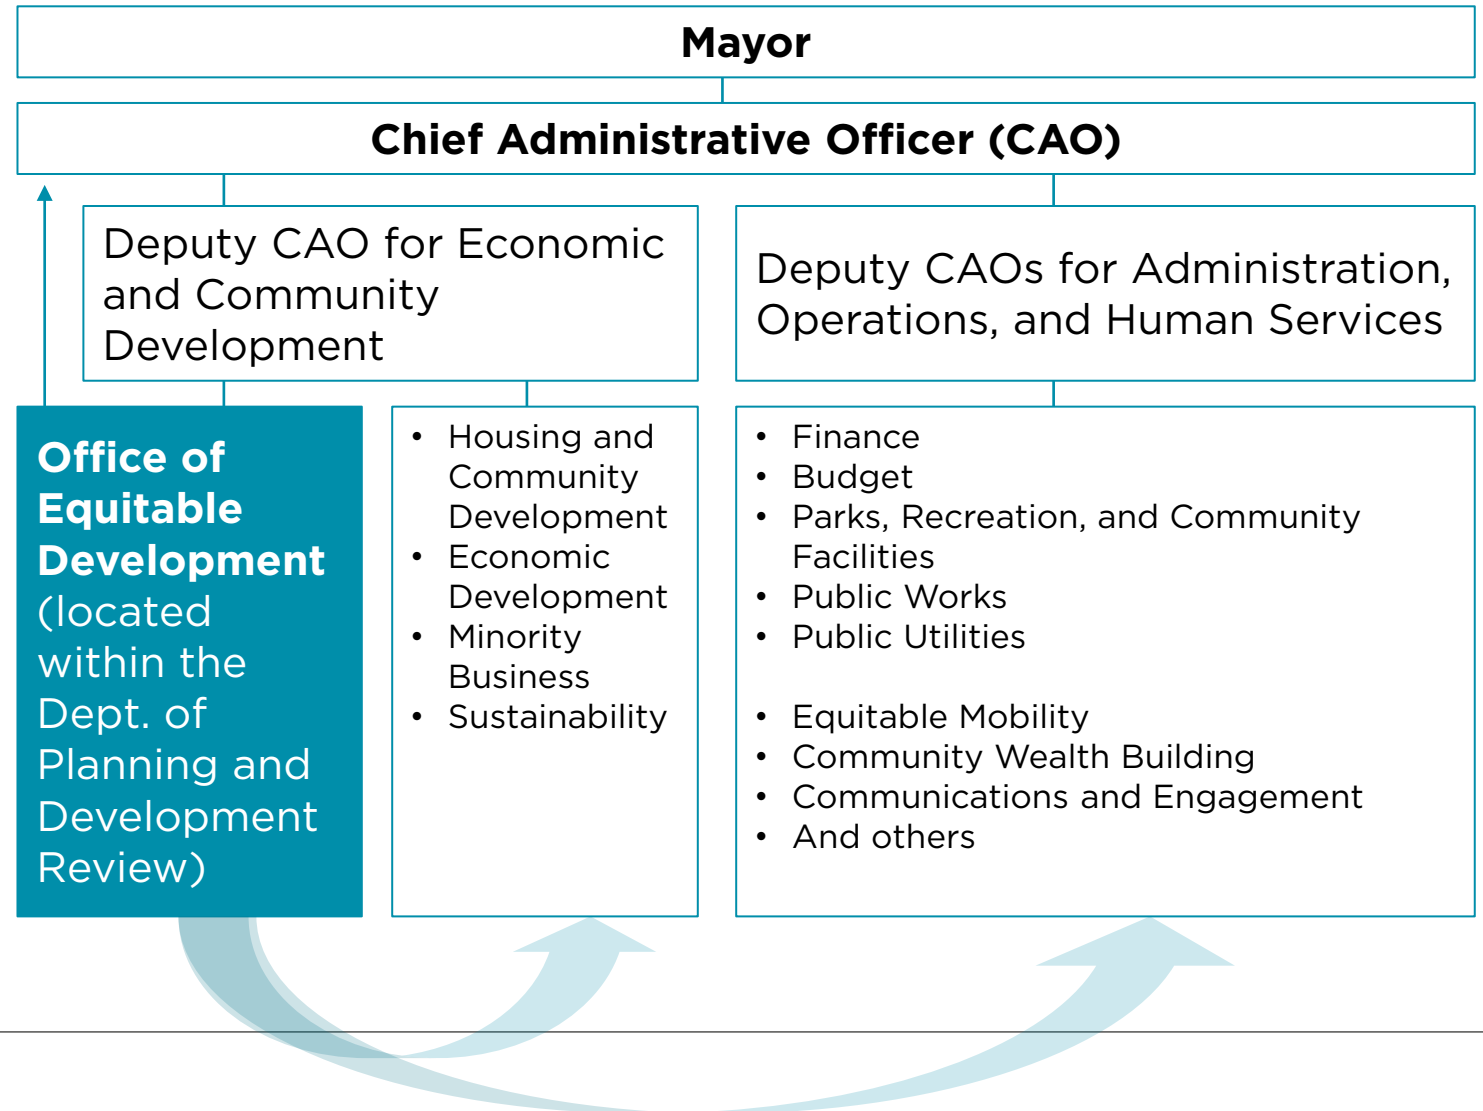 Mayor
Chief Administrative Officer (CAO)
Deputy CAO for Economic
and Community
Development
Deputy CAOs for Administration,
Operations, and Human Services
Office of
Equitable
Development
(located
within the
Dept. of
Planning and
Development
Review)
• Housing and
Community
Development
• Economic
Development
• Minority
Business
• Sustainability
• Finance
• Budget
• Parks, Recreation, and Community
Facilities
• Public Works
• Public Utilities
• Equitable Mobility
• Community Wealth Building
• Communications and Engagement
• And others